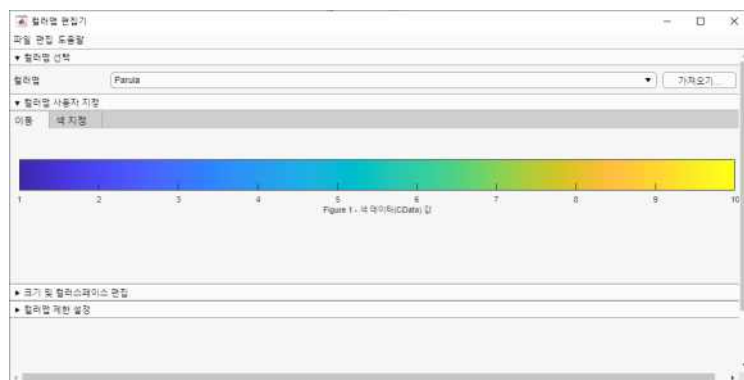 컬러맵 편집기
파일 편집 도움말
▼ 컬러맵 선택
컬러맵 Parula 가져오기...
▼ 컬러맵 사용자 지정
이동 색 지정
1 2 3 4 5 6 7 8 9 10
Figure 1 - 색 데이터(CData) 값
▶ 크기 및 컬러스페이스 편집
▶ 컬러맵 제한 설정